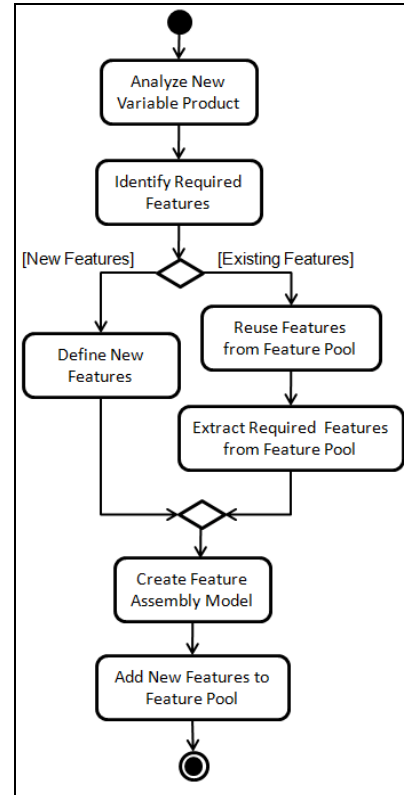 Analyze New
Variable Product
Identify Required
Features
[New Features]
[Existing Features]
Define New
Features
Reuse Features
from Feature Pool
Extract Required Features
from Feature Pool
Create Feature
Assembly Model
Add New Features to
Feature Pool